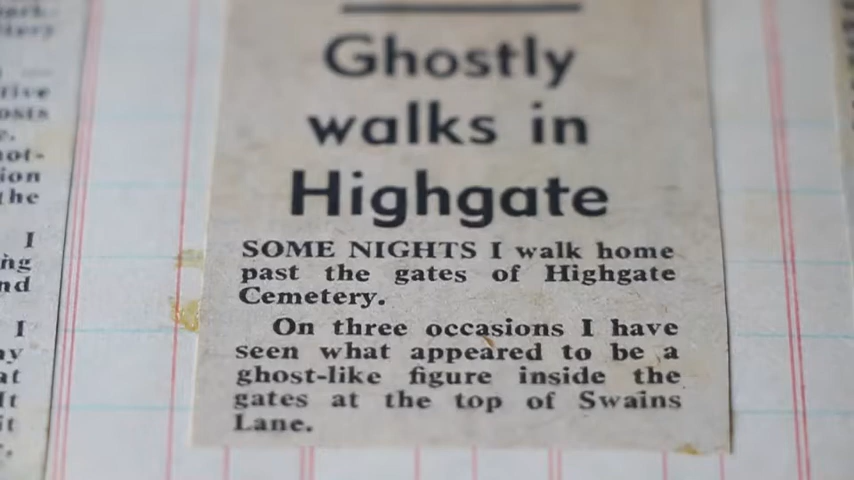 Ghostly
walks in
Highgate
SOME NIGHTS I walk home
past the gates of Highgate
Cemetery.
On three occasions I have
seen what appeared to be a
ghost-like figure inside the
gates at the top of Swains
Lane.
the
I
I